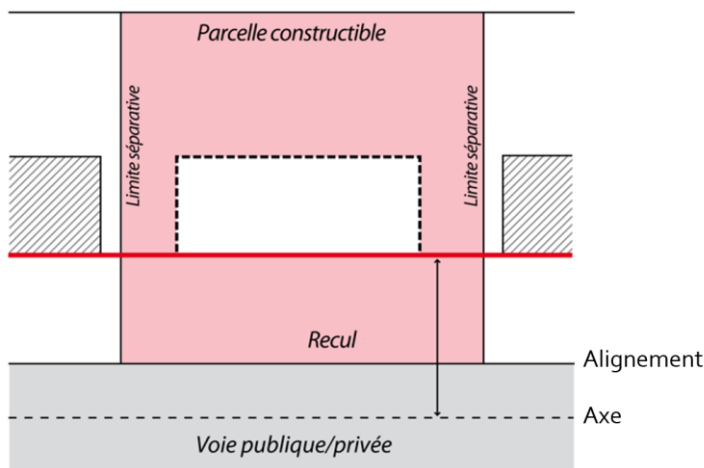 Parcelle constructible
Limite séparative
Limite séparative
Recul
Alignement
Axe
Voie publique/privée